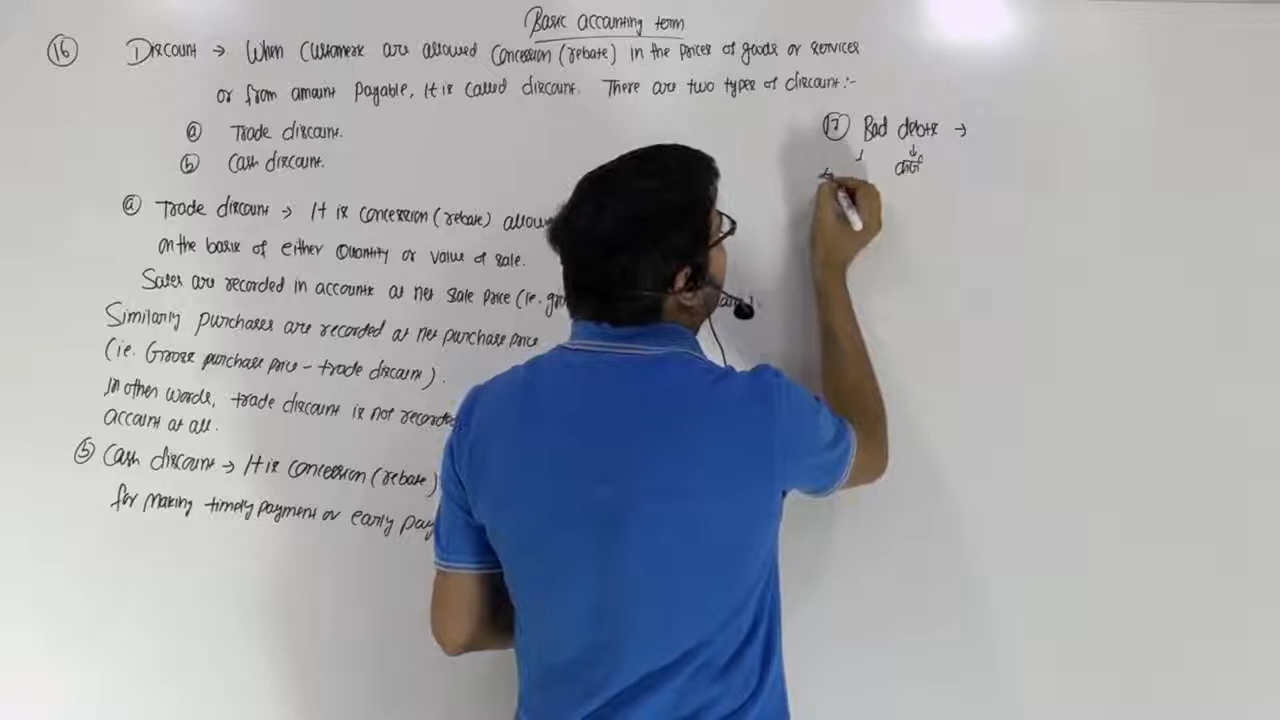 Basic accounting term
16 Discount → When customers are allowed concession (rebate) in the prices of goods or services
or from amount payable, it is called discount. There are two types of discount:-
a Trade discount.
b Cash discount.
a Trade discount → It is concession (rebate)
on the basis of either Quantity or value of sale.
Sales are recorded in accounts at net sale price (ie.
Similarly purchases are recorded at net purchase price
(ie. Gross purchase price - trade discount).
In other words, trade discount is not recorded
account at all.
b Cash discount → It is concession (rebate)
for making timely payment or early
17 Bad debts →